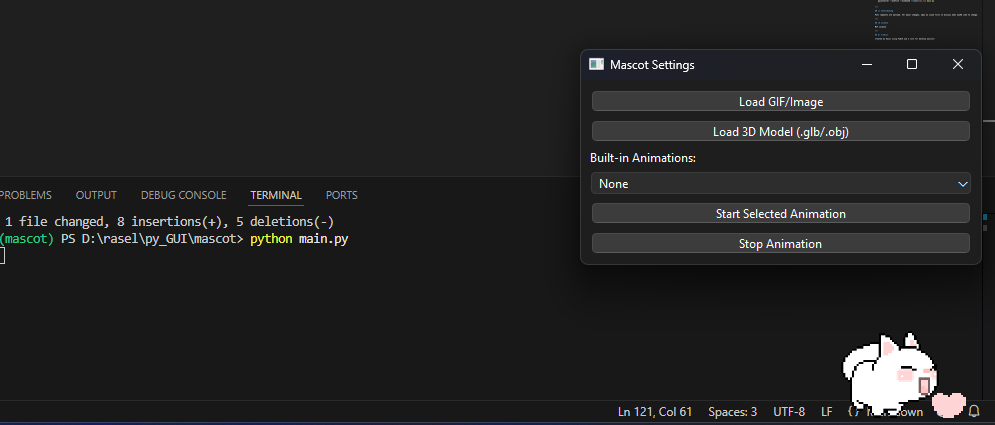 Mascot Settings
Load GIF/Image
Load 3D Model (.glb/.obj)
Built-in Animations:
None
Start Selected Animation
Stop Animation
PROBLEMS OUTPUT DEBUG CONSOLE TERMINAL PORTS
1 file changed, 8 insertions(+), 5 deletions(-)
(mascot) PS D:\rasel\py_GUI\mascot> python main.py
Ln 121, Col 61 Spaces: 3 UTF-8 LF {}